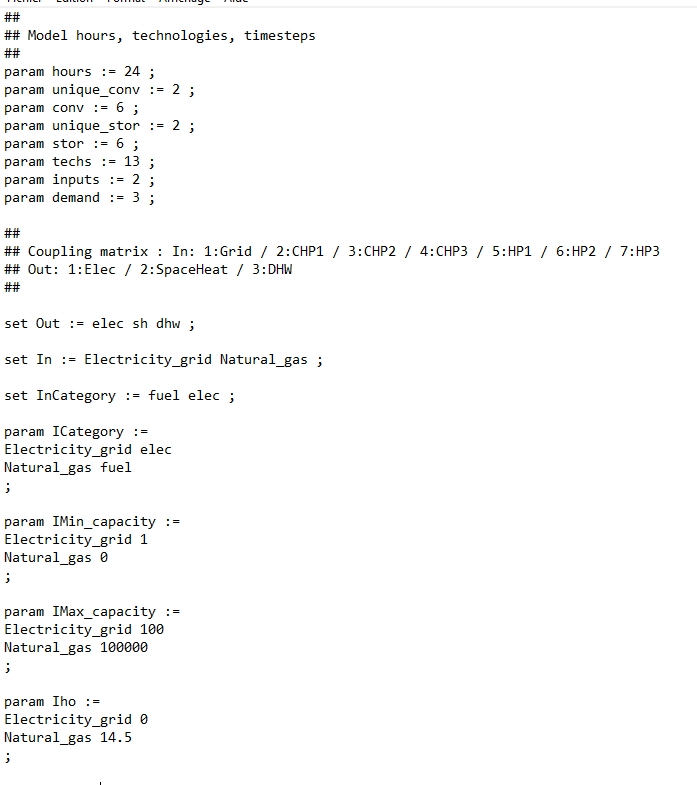 Fichier Edition Format Affichage Aide
##
## Model hours, technologies, timesteps
##
param hours := 24 ;
param unique_conv := 2 ;
param conv := 6 ;
param unique_stor := 2 ;
param stor := 6 ;
param techs := 13 ;
param inputs := 2 ;
param demand := 3 ;
##
## Coupling matrix : In: 1:Grid / 2:CHP1 / 3:CHP2 / 4:CHP3 / 5:HP1 / 6:HP2 / 7:HP3
## Out: 1:Elec / 2:SpaceHeat / 3:DHW
##
set Out := elec sh dhw ;
set In := Electricity_grid Natural_gas ;
set InCategory := fuel elec ;
param ICategory :=
Electricity_grid elec
Natural_gas fuel
;
param IMin_capacity :=
Electricity_grid 1
Natural_gas 0
;
param IMax_capacity :=
Electricity_grid 100
Natural_gas 100000
;
param Iho :=
Electricity_grid 0
Natural_gas 14.5
;